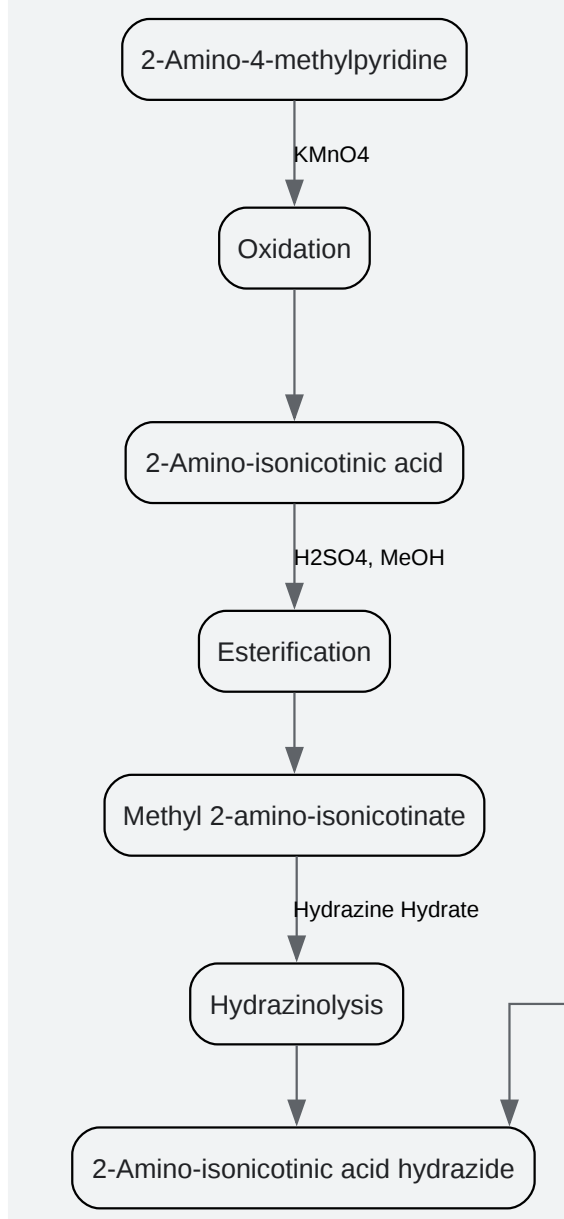 2-Amino-4-methylpyridine
KMnO4
Oxidation
2-Amino-isonicotinic acid
H2SO4, MeOH
Esterification
Methyl 2-amino-isonicotinate
Hydrazine Hydrate
Hydrazinolysis
2-Amino-isonicotinic acid hydrazide